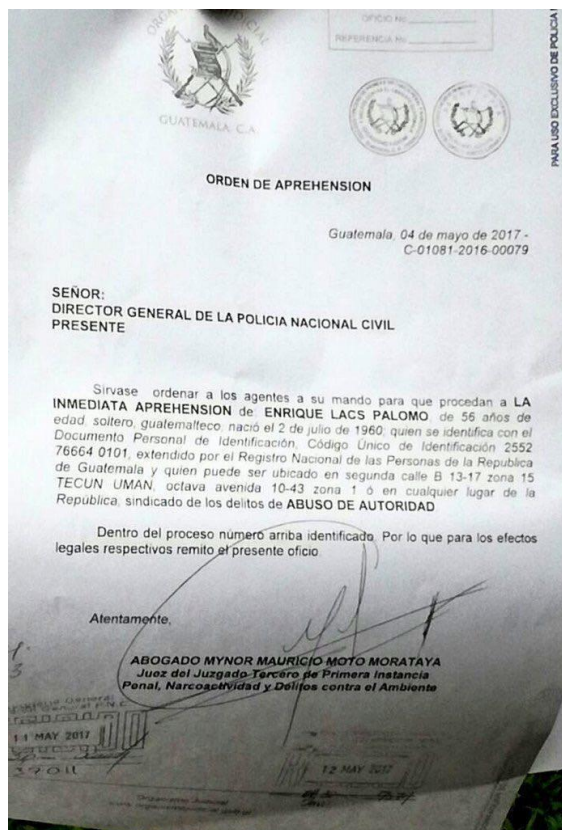 OFICIO No.
REFERENCIA No.
GUATEMALA, C.A.
PARA USO EXCLUSIVO DE POLICIA
ORDEN DE APREHENSION
Guatemala, 04 de mayo de 2017 -
C-01081-2016-00079
SEÑOR:
DIRECTOR GENERAL DE LA POLICIA NACIONAL CIVIL
PRESENTE
Sirvase ordenar a los agentes a su mando para que procedan a LA
INMEDIATA APREHENSION de: ENRIQUE LACS PALOMO de 56 años de
edad, soltero, guatemalteco, nació el 2 de julio de 1960; quien se identifica con el
Documento Personal de Identificación, Código Único de Identificación 2552
76664 0101, extendido por el Registro Nacional de las Personas de la Republica
de Guatemala y quien puede ser ubicado en segunda calle B 13-17 zona 15
TECUN UMAN, octava avenida 10-43 zona 1 ó en cualquier lugar de la
República, sindicado de los delitos de ABUSO DE AUTORIDAD
Dentro del proceso número arriba identificado. Por lo que para los efectos
legales respectivos remito el presente oficio.
Atentamente,
ABOGADO MYNOR MAURICIO MOTO MORATAYA
Juez del Juzgado Tercero de Primera Instancia
Penal, Narcoactividad y Delitos contra el Ambiente
General P.N.C.
11 MAY 2017
12 MAY 2017
Organismo Judicial